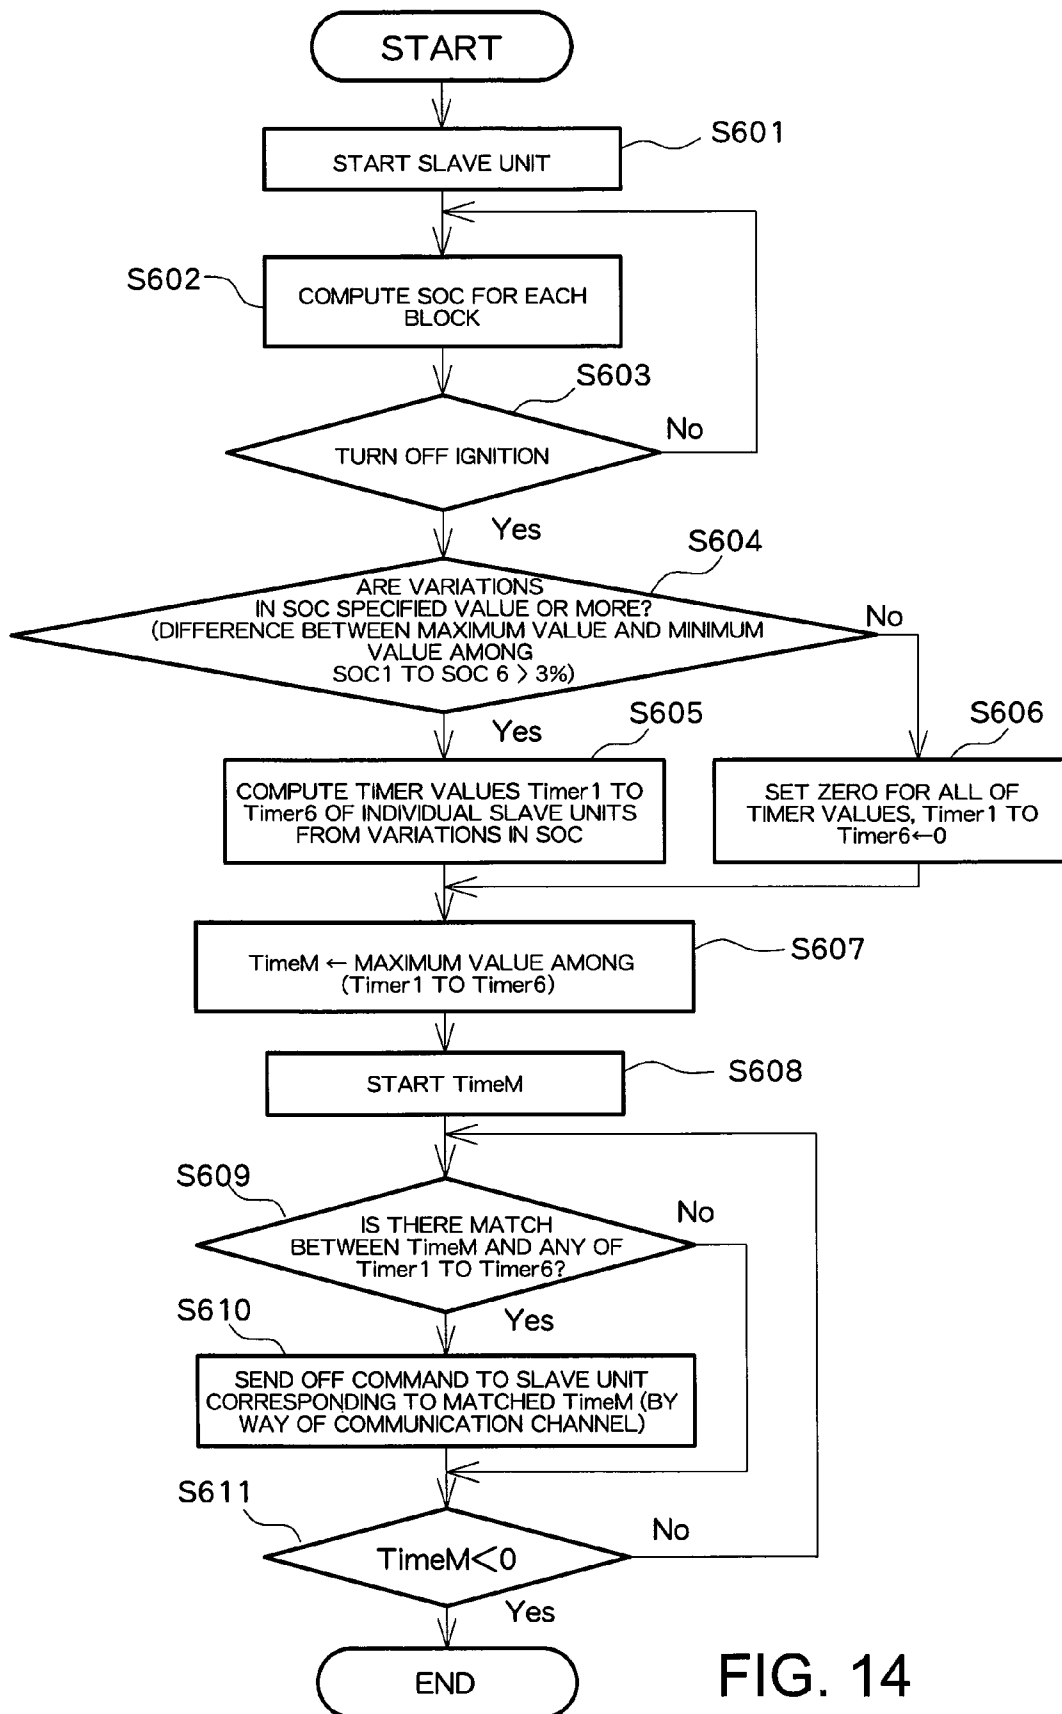 START
S601
START SLAVE UNIT
S602
COMPUTE SOC FOR EACH
BLOCK
S603
TURN OFF IGNITION
No
Yes
S604
ARE VARIATIONS
IN SOC SPECIFIED VALUE OR MORE?
(DIFFERENCE BETWEEN MAXIMUM VALUE AND MINIMUM
VALUE AMONG
SOC1 TO SOC 6 > 3%)
No
Yes
S605
COMPUTE TIMER VALUES Timer1 TO
Timer6 OF INDIVIDUAL SLAVE UNITS
FROM VARIATIONS IN SOC
S606
SET ZERO FOR ALL OF
TIMER VALUES, Timer1 TO
Timer6←0
S607
TimeM ← MAXIMUM VALUE AMONG
(Timer1 TO Timer6)
START TimeM
S608
S609
IS THERE MATCH
BETWEEN TimeM AND ANY OF
Timer1 TO Timer6?
No
Yes
S610
SEND OFF COMMAND TO SLAVE UNIT
CORRESPONDING TO MATCHED TimeM (BY
WAY OF COMMUNICATION CHANNEL)
S611
TimeM<0
No
Yes
END
FIG. 14